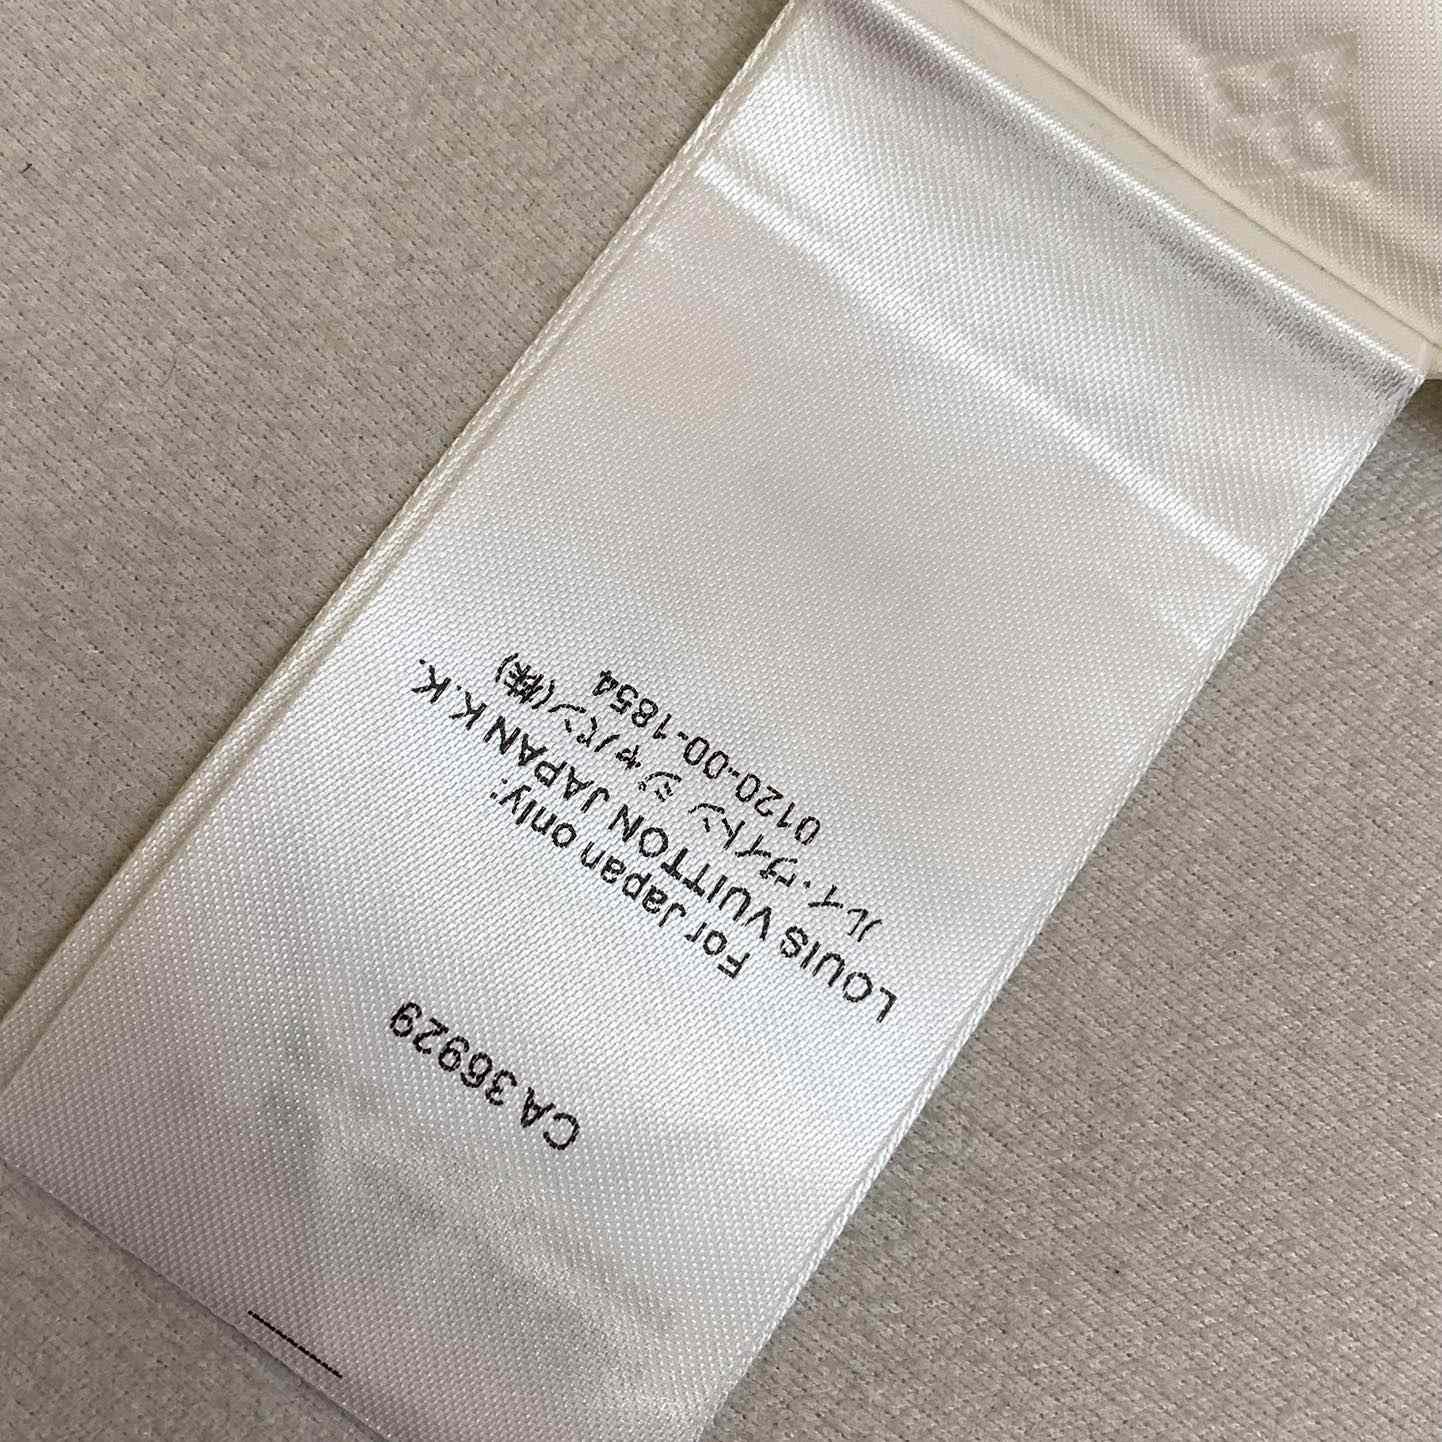 CA 36929
For Japan only:
LOUIS VUITTON JAPAN K.K.
ルイ・ヴィトン ジャパン(株)
0120-00-1854